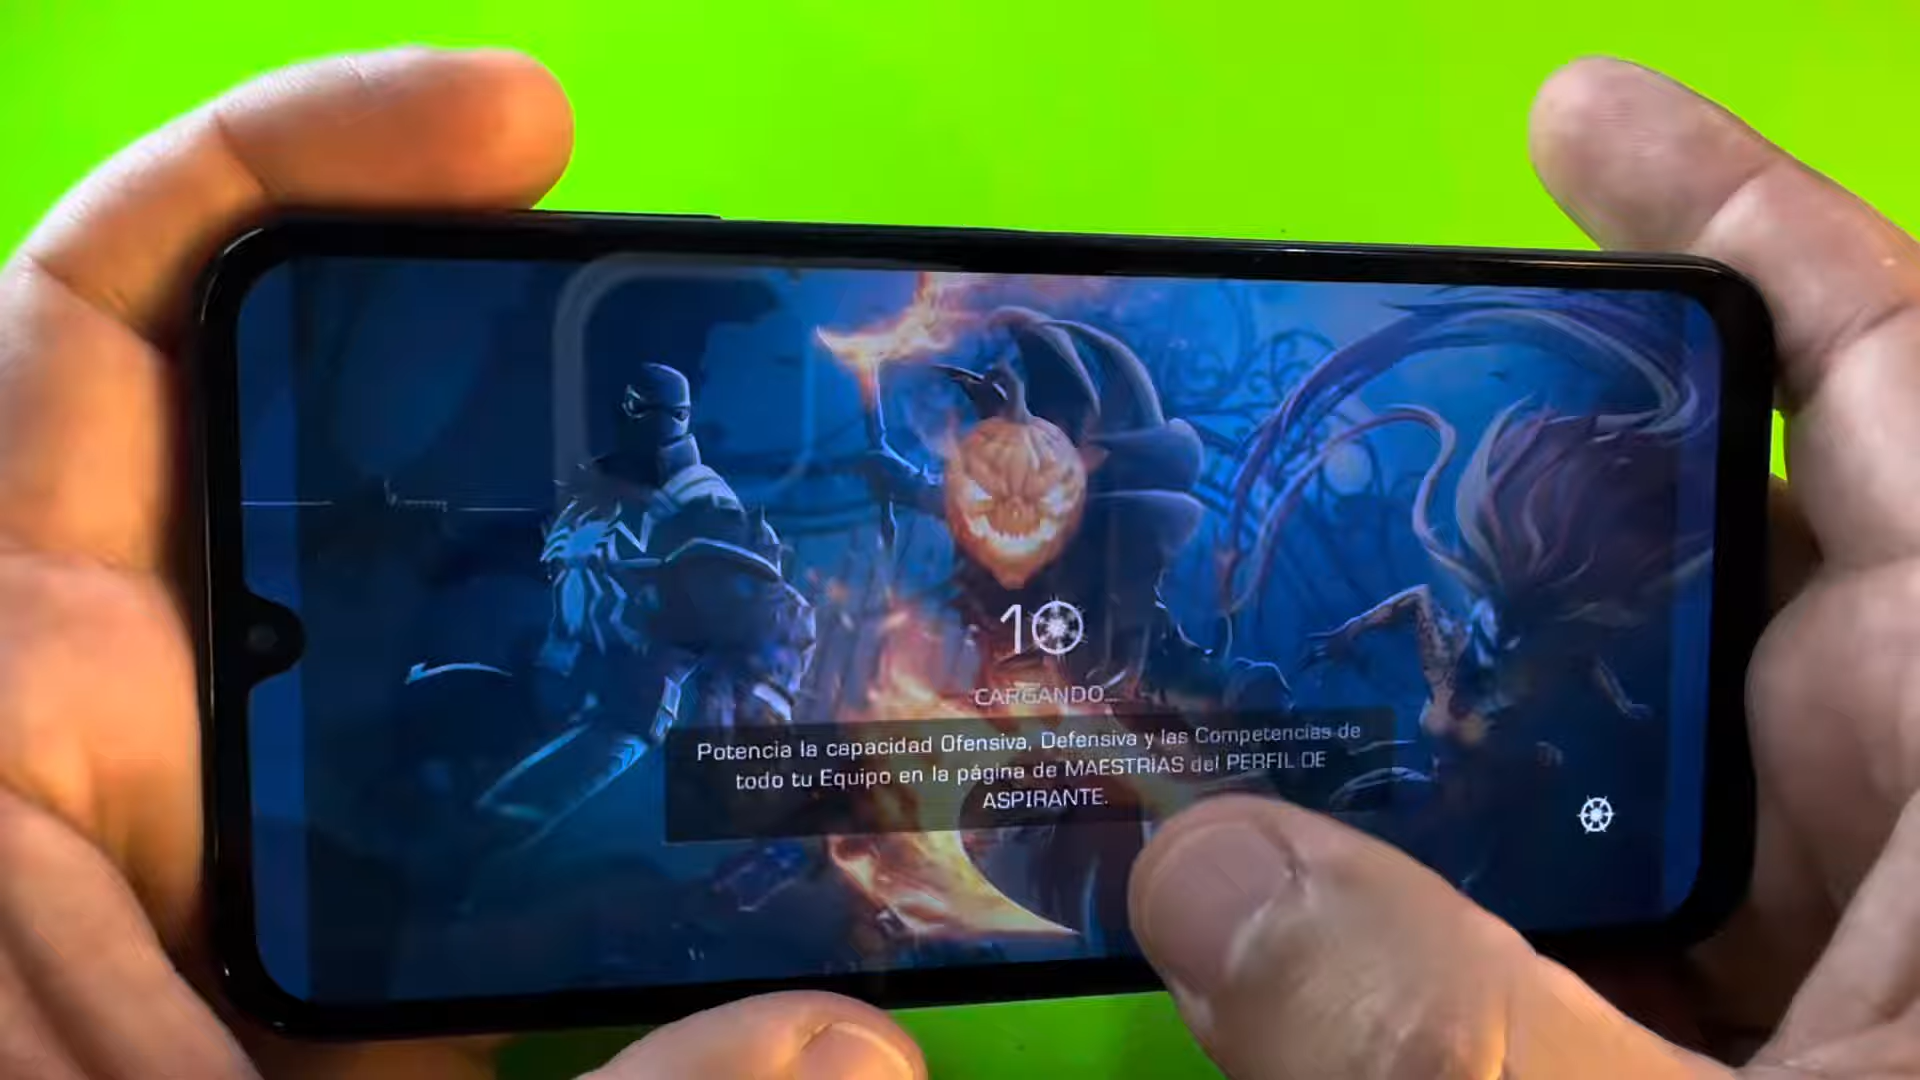 10
CARGANDO...
Potencia la capacidad Ofensiva, Defensiva y las Competencias de
todo tu Equipo en la página de MAESTRÍAS del PERFIL DE
ASPIRANTE.